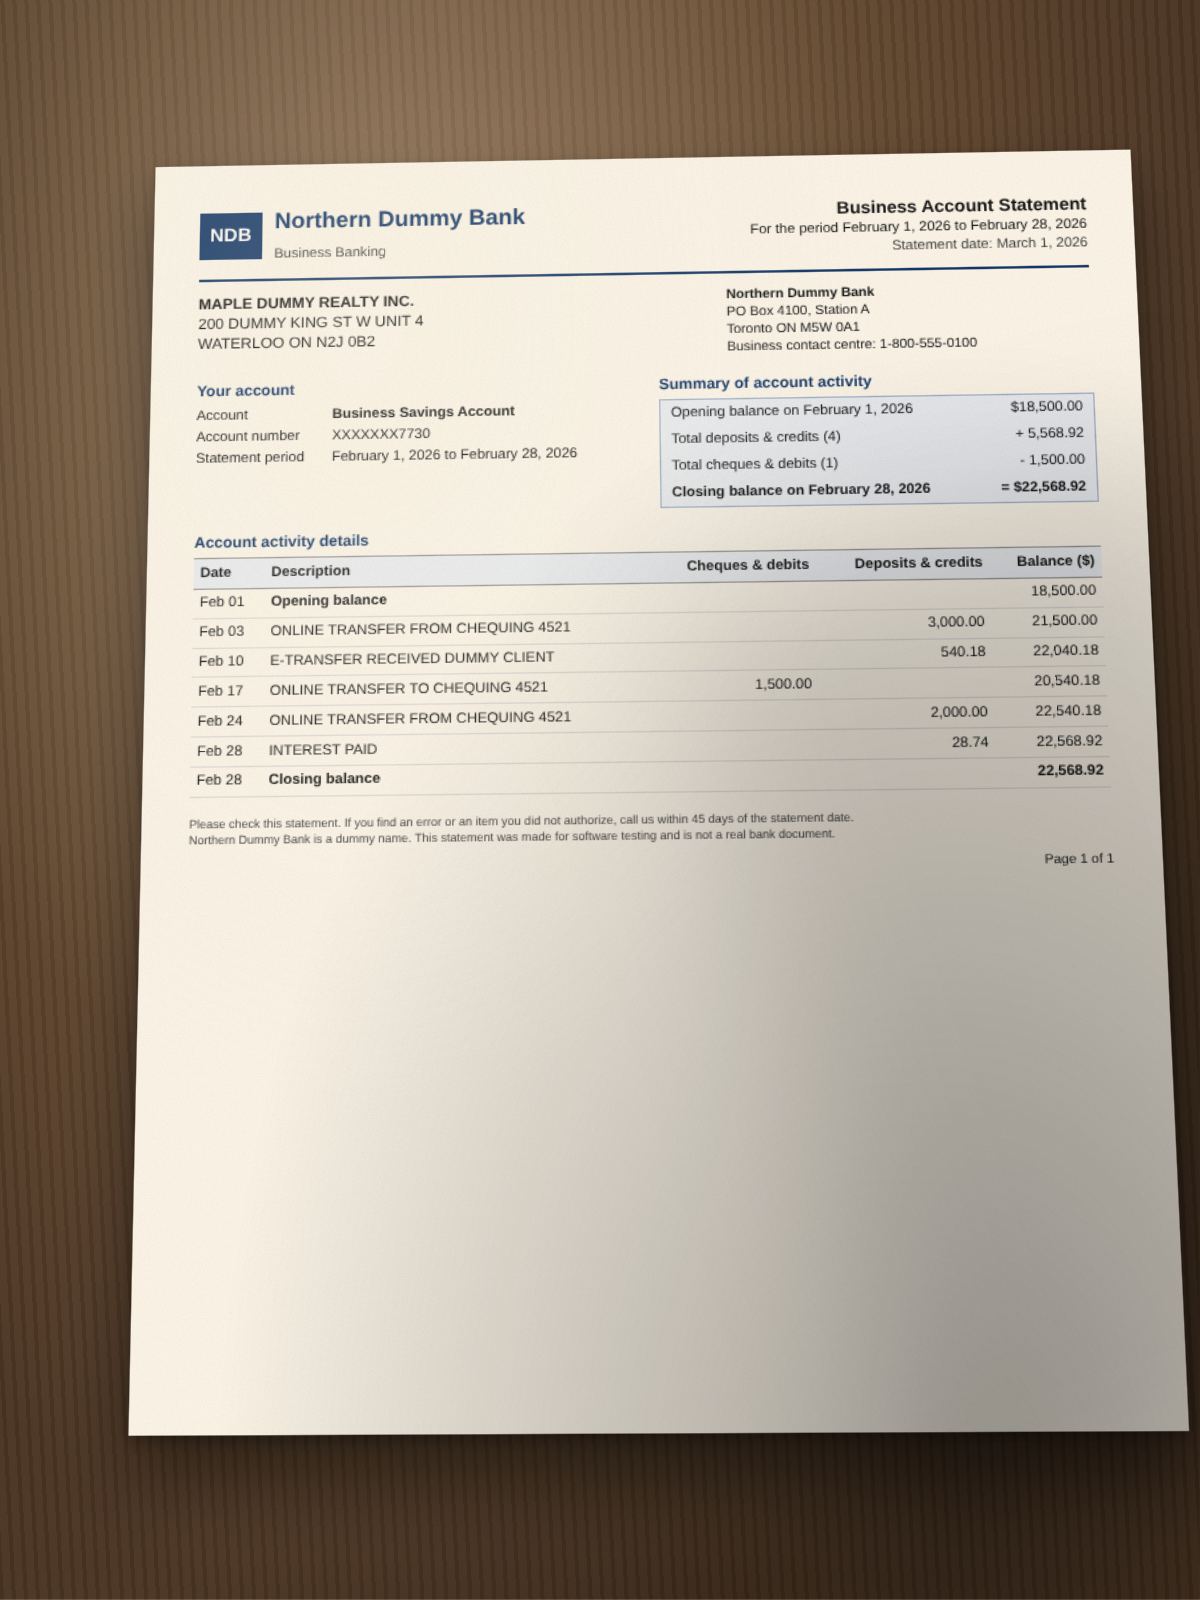 NDB
Northern Dummy Bank
Business Banking
Business Account Statement
For the period February 1, 2026 to February 28, 2026
Statement date: March 1, 2026
MAPLE DUMMY REALTY INC.
200 DUMMY KING ST W UNIT 4
WATERLOO ON N2J 0B2
Northern Dummy Bank
PO Box 4100, Station A
Toronto ON M5W 0A1
Business contact centre: 1-800-555-0100
Your account
Account Business Savings Account
Account number XXXXXXX7730
Statement period February 1, 2026 to February 28, 2026
Summary of account activity
Opening balance on February 1, 2026 $18,500.00
Total deposits & credits (4) + 5,568.92
Total cheques & debits (1) - 1,500.00
Closing balance on February 28, 2026 = $22,568.92
Account activity details
Date Description Cheques & debits Deposits & credits Balance ($)
Feb 01 Opening balance 18,500.00
Feb 03 ONLINE TRANSFER FROM CHEQUING 4521 3,000.00 21,500.00
Feb 10 E-TRANSFER RECEIVED DUMMY CLIENT 540.18 22,040.18
Feb 17 ONLINE TRANSFER TO CHEQUING 4521 1,500.00 20,540.18
Feb 24 ONLINE TRANSFER FROM CHEQUING 4521 2,000.00 22,540.18
Feb 28 INTEREST PAID 28.74 22,568.92
Feb 28 Closing balance 22,568.92
Please check this statement. If you find an error or an item you did not authorize, call us within 45 days of the statement date.
Northern Dummy Bank is a dummy name. This statement was made for software testing and is not a real bank document.
Page 1 of 1